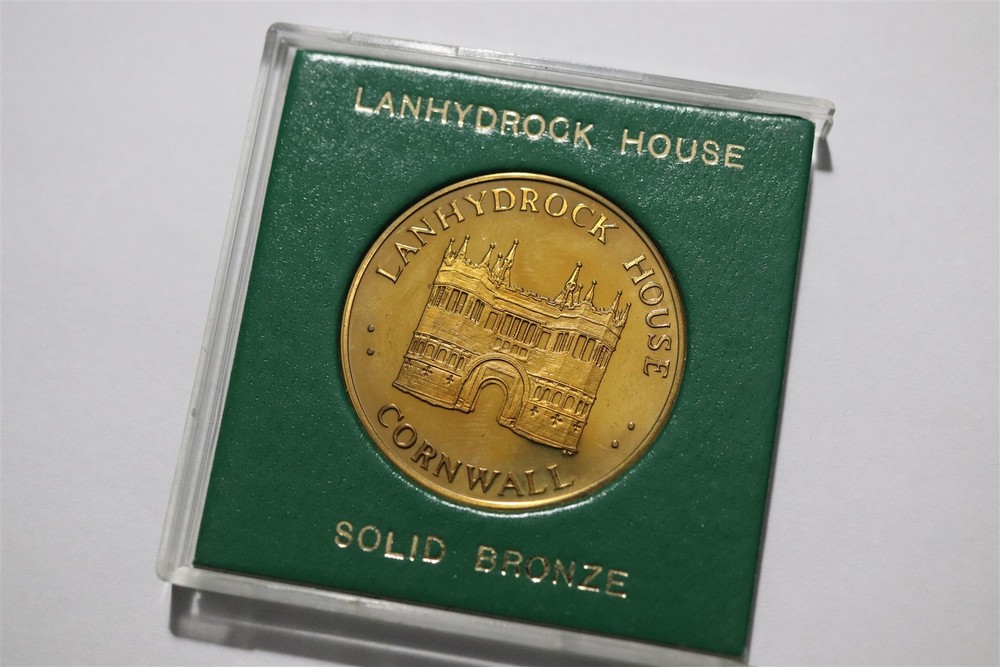 LANHYDROCK HOUSE
LANHYDROCK HOUSE
CORNWALL
SOLID BRONZE